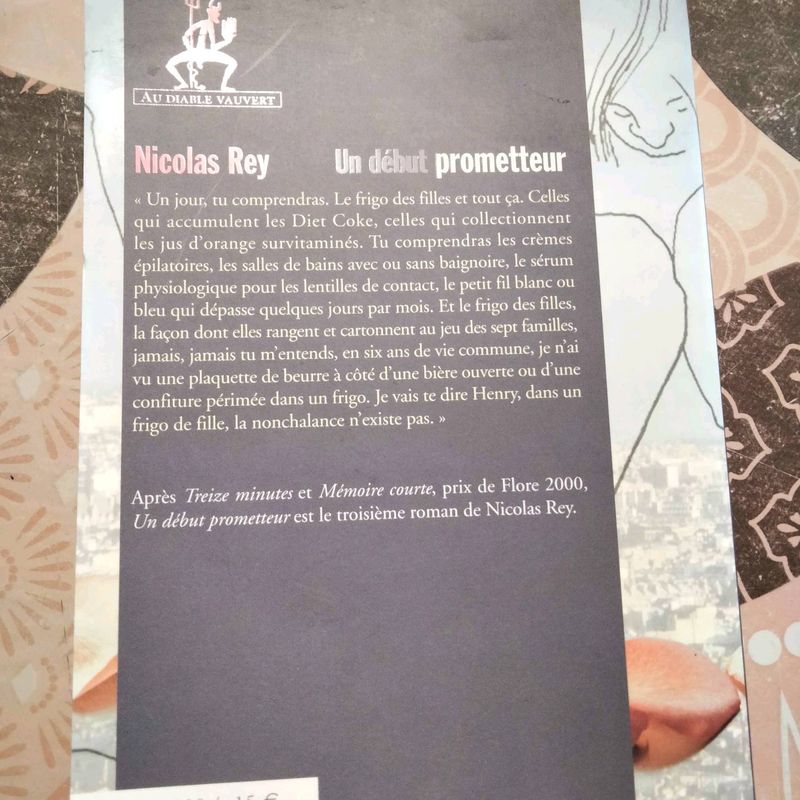 AU DIABLE VAUVERT
Nicolas Rey Un début prometteur
« Un jour, tu comprendras. Le frigo des filles et tout ça. Celles
qui accumulent les Diet Coke, celles qui collectionnent
les jus d'orange survitaminés. Tu comprendras les crèmes
épilatoires, les salles de bains avec ou sans baignoire, le sérum
physiologique pour les lentilles de contact, le petit fil blanc ou
bleu qui dépasse quelques jours par mois. Et le frigo des filles,
la façon dont elles rangent et cartonnent au jeu des sept familles,
jamais, jamais tu m'entends, en six ans de vie commune, je n'ai
vu une plaquette de beurre à côté d'une bière ouverte ou d'une
confiture périmée dans un frigo. Je vais te dire Henry, dans un
frigo de fille, la nonchalance n'existe pas. »
Après Treize minutes et Mémoire courte, prix de Flore 2000,
Un début prometteur est le troisième roman de Nicolas Rey.
15 €